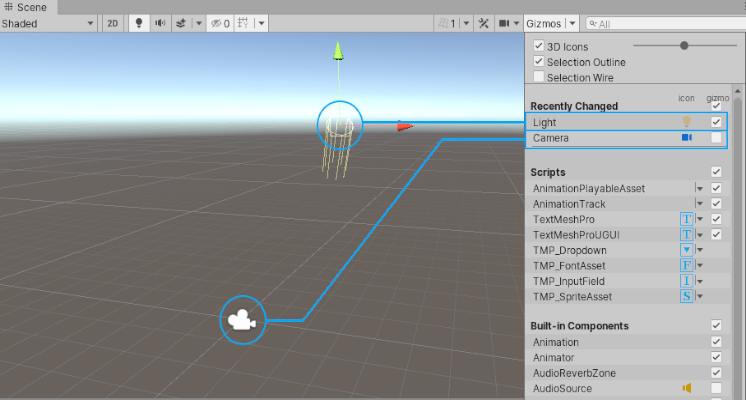 Scene
Shaded 2D 0 1 Gizmos All
3D Icons
Selection Outline
Selection Wire
icon gizmo
Recently Changed
Light
Camera
Scripts
AnimationPlayableAsset
AnimationTrack
TextMeshPro T
TextMeshProUGUI T
TMP_Dropdown
TMP_FontAsset F
TMP_InputField I
TMP_SpriteAsset S
Built-in Components
Animation
Animator
AudioReverbZone
AudioSource